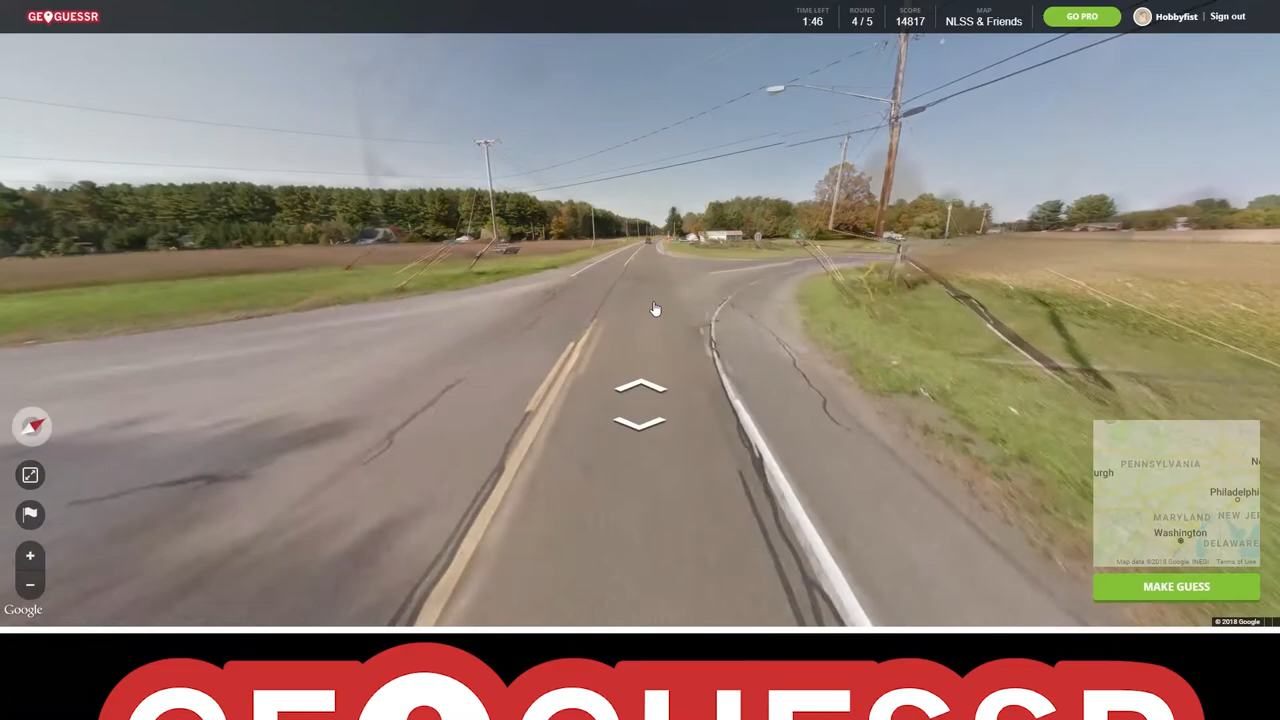 GEOGUESSR
TIME LEFT
1:46
ROUND
4 / 5
SCORE
14817
MAP
NLSS & Friends
GO PRO
Hobbyfist | Sign out
PENNSYLVANIA
urgh
Philadelphi
MARYLAND
NEW JER
Washington
DELAWARE
Map data ©2018 Google, INEGI
Terms of Use
+
−
MAKE GUESS
Google
© 2018 Google
GEOGUESSR